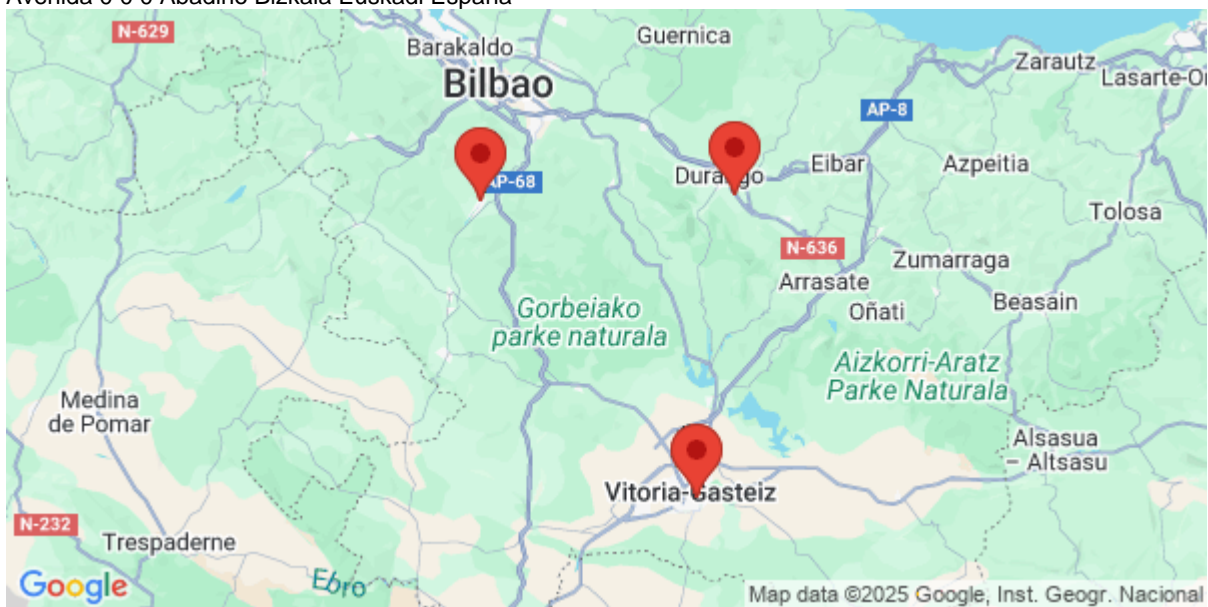 Avenida 0 0 0 Abadiño Bizkaia Euskadi España
N-629
Guernica
Barakaldo
Bilbao
Zarautz
Lasarte-Or
AP-8
AP-68
Durango
Eibar
Azpeitia
Tolosa
N-636
Zumarraga
Arrasate
Oñati
Beasain
Gorbeiako
parke naturala
Aizkorri-Aratz
Parke Naturala
Medina
de Pomar
Alsasua
– Altsasu
Vitoria-Gasteiz
N-232
Trespaderne
Ebro
Google
Map data ©2025 Google, Inst. Geogr. Nacional